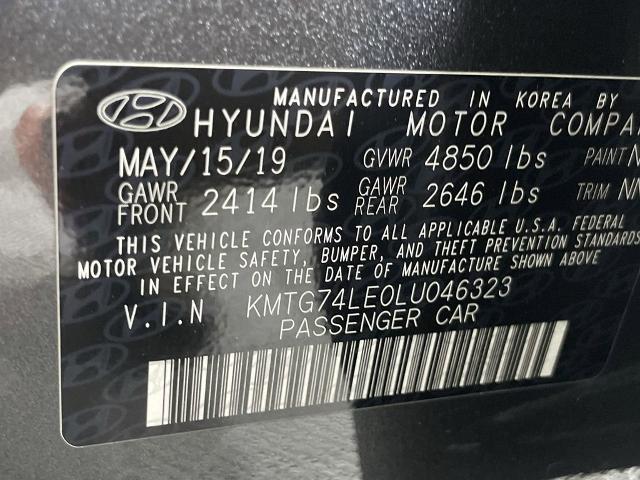 MANUFACTURED IN KOREA BY
HYUNDAI MOTOR COMPA
MAY/15/19 GVWR 4850 lbs PAINT
GAWR FRONT 2414 lbs GAWR REAR 2646 lbs TRIM
THIS VEHICLE CONFORMS TO ALL APPLICABLE U.S.A. FEDERAL
MOTOR VEHICLE SAFETY, BUMPER, AND THEFT PREVENTION STANDARDS
IN EFFECT ON THE DATE OF MANUFACTURE SHOWN ABOVE
V.I.N KMTG74LE0LU046323
PASSENGER CAR